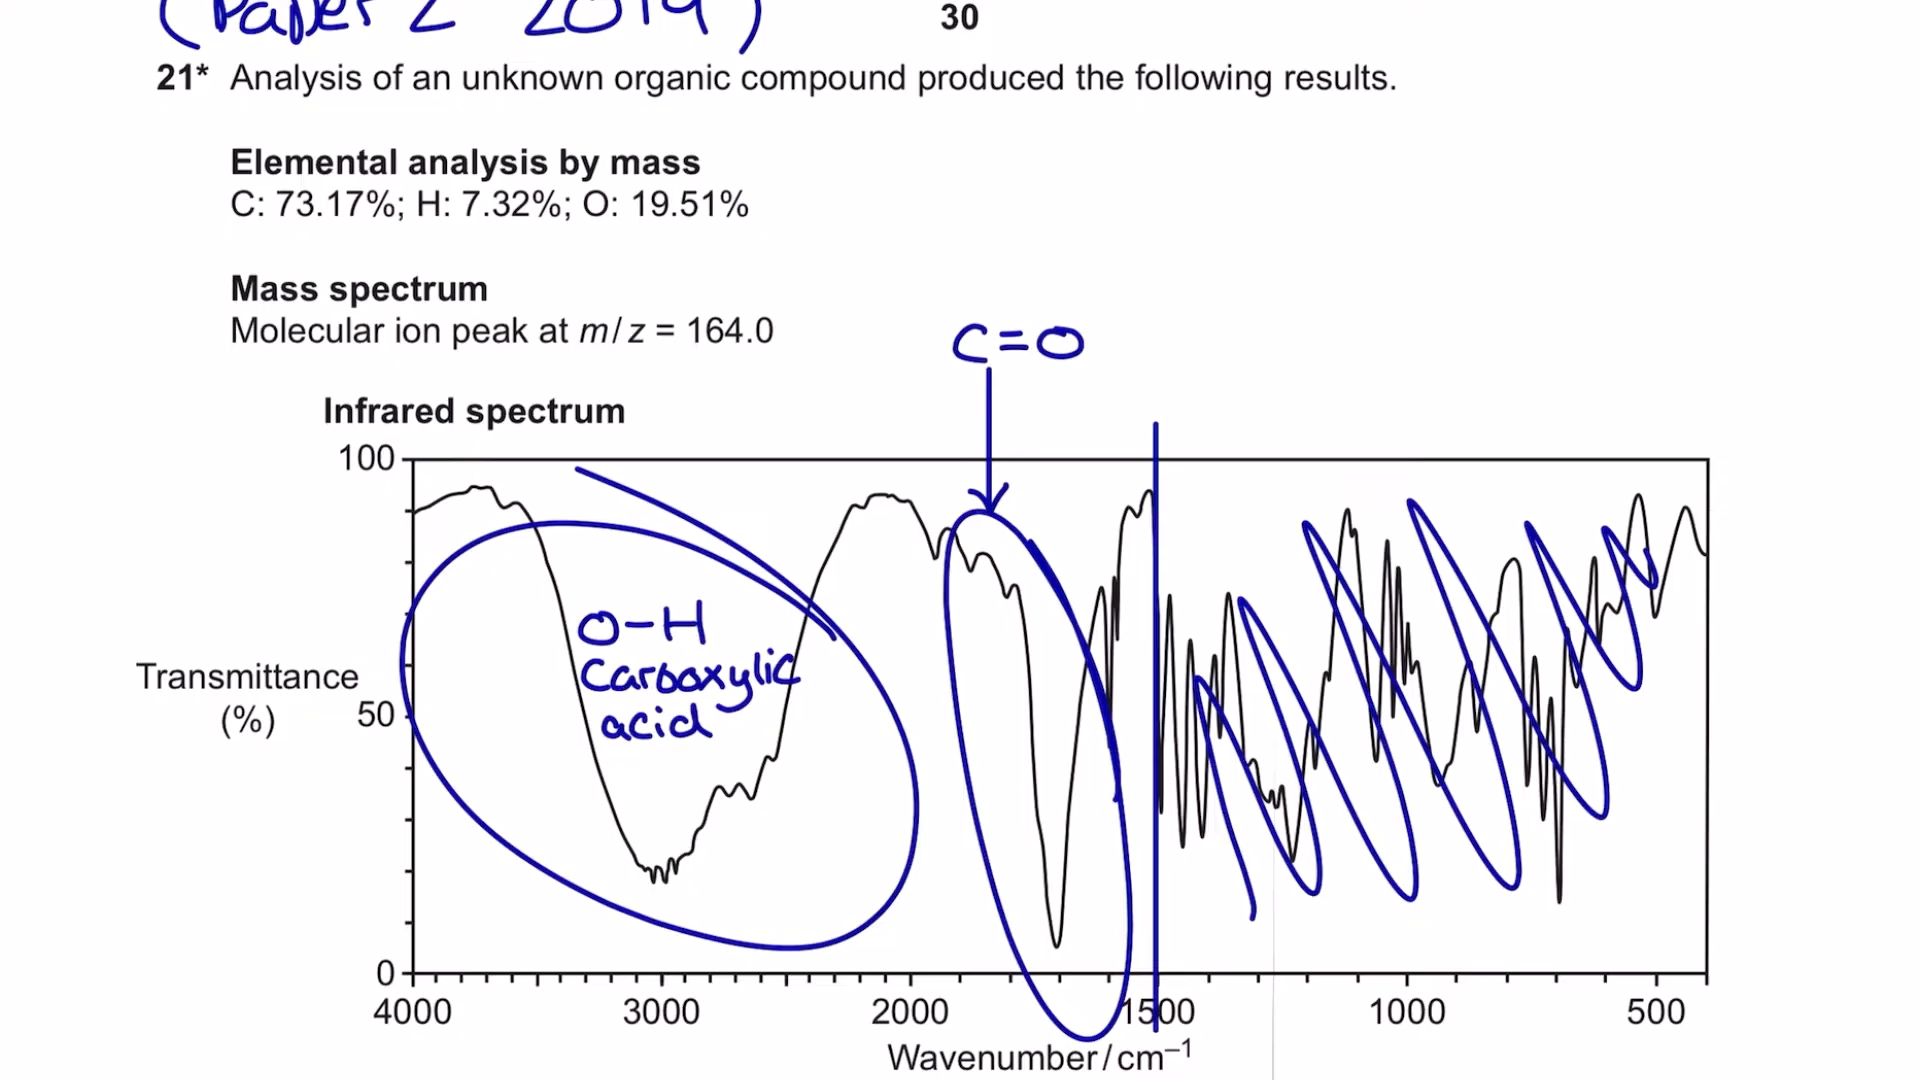 (Paper 2 2019)
30
21* Analysis of an unknown organic compound produced the following results.
Elemental analysis by mass
C: 73.17%; H: 7.32%; O: 19.51%
Mass spectrum
Molecular ion peak at m/z = 164.0
C=O
Infrared spectrum
100
O-H
Carboxylic
acid
Transmittance
(%)
50
0
4000 3000 2000 1500 1000 500
Wavenumber/cm⁻¹